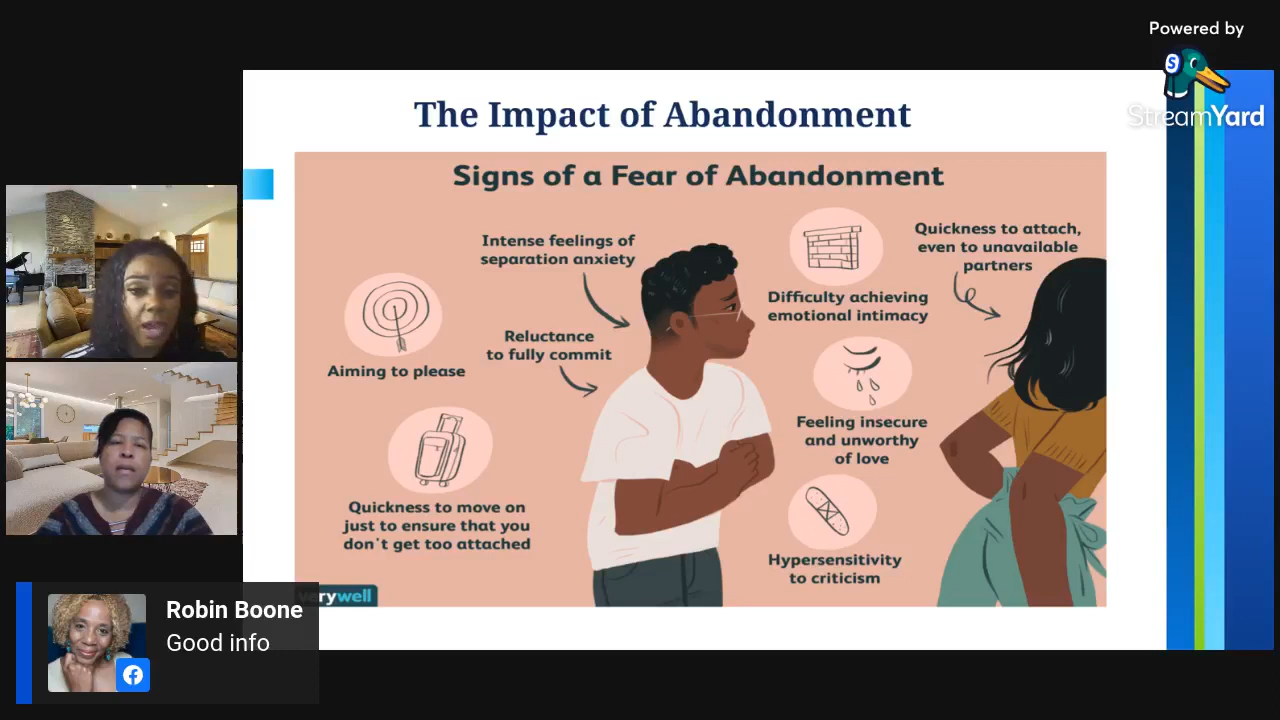 Powered by
StreamYard
The Impact of Abandonment
Signs of a Fear of Abandonment
Intense feelings of
separation anxiety
Reluctance
to fully commit
Aiming to please
Quickness to move on
just to ensure that you
don't get too attached
Quickness to attach,
even to unavailable
partners
Difficulty achieving
emotional intimacy
Feeling insecure
and unworthy
of love
Hypersensitivity
to criticism
verywell
Robin Boone
Good info